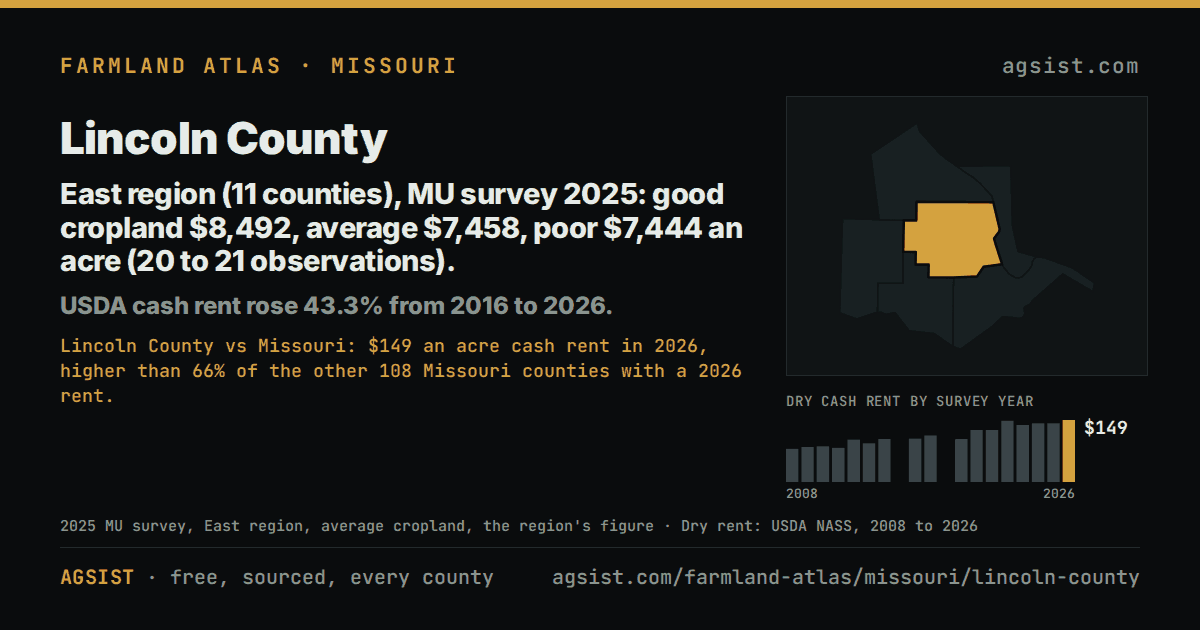 FARMLAND ATLAS · MISSOURI
agsist.com
Lincoln County
East region (11 counties), MU survey 2025: good
cropland $8,492, average $7,458, poor $7,444 an
acre (20 to 21 observations).
USDA cash rent rose 43.3% from 2016 to 2026.
Lincoln County vs Missouri: $149 an acre cash rent in 2026,
higher than 66% of the other 108 Missouri counties with a 2026
rent.
DRY CASH RENT BY SURVEY YEAR
$149
2008
2026
2025 MU survey, East region, average cropland, the region's figure · Dry rent: USDA NASS, 2008 to 2026
AGSIST · free, sourced, every county
agsist.com/farmland-atlas/missouri/lincoln-county